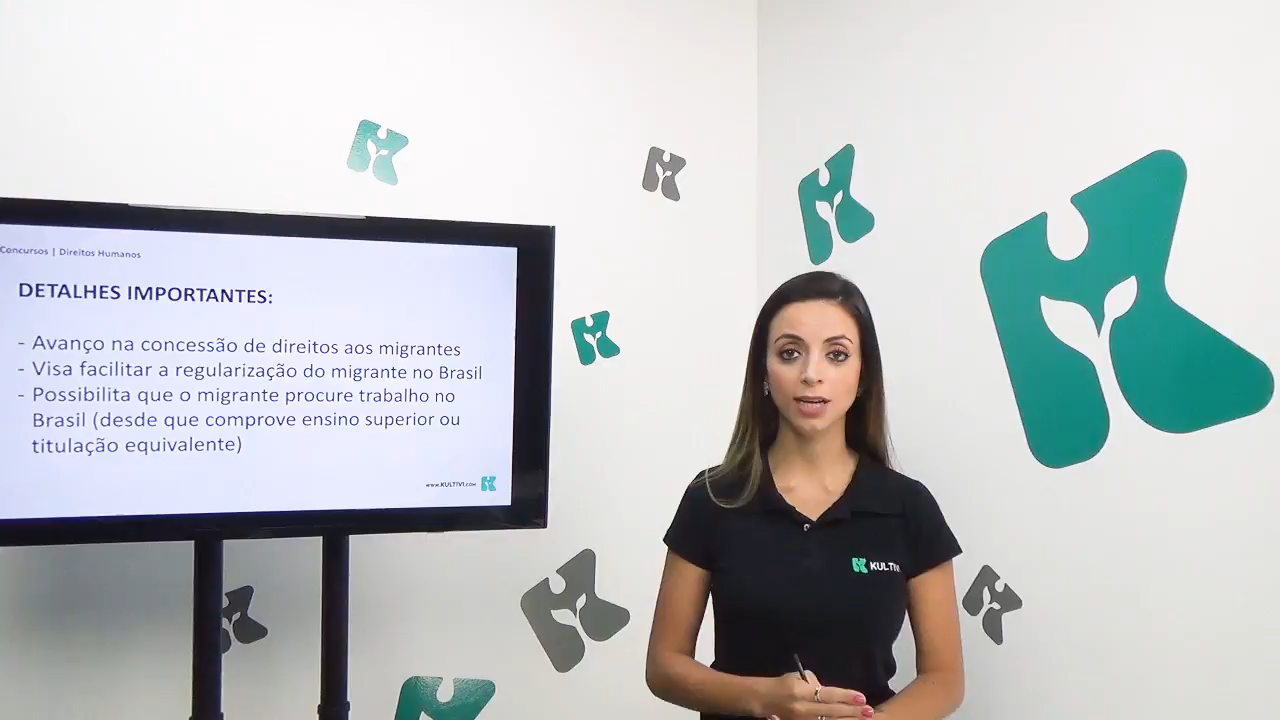 Concursos | Direitos Humanos
DETALHES IMPORTANTES:
- Avanço na concessão de direitos aos migrantes
- Visa facilitar a regularização do migrante no Brasil
- Possibilita que o migrante procure trabalho no
Brasil (desde que comprove ensino superior ou
titulação equivalente)
www.KULTIVI.com
KULTIVI